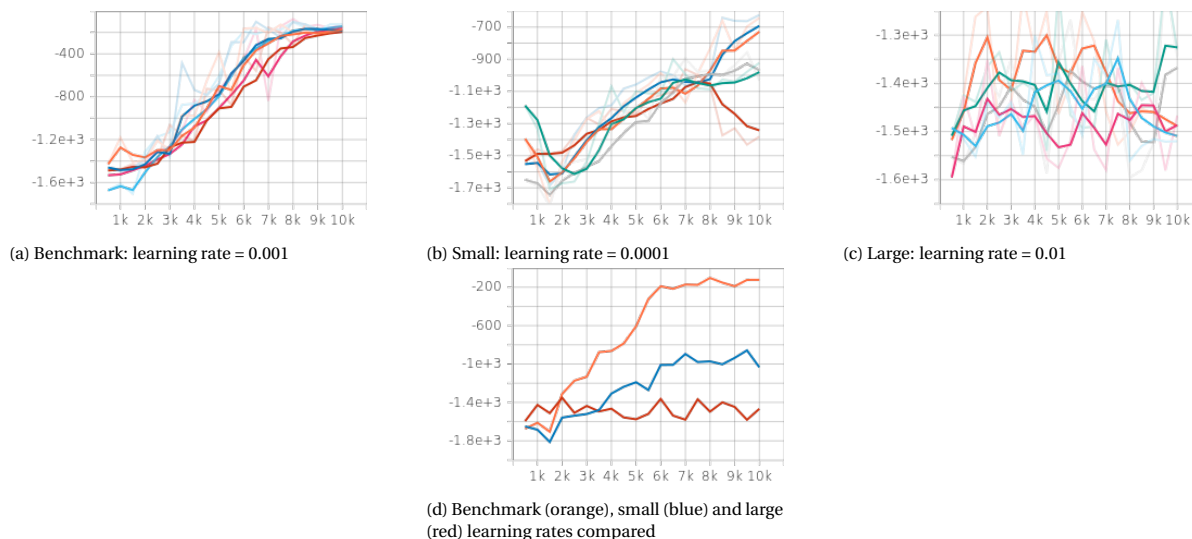 -400
-800
-1.2e+3
-1.6e+3
1k 2k 3k 4k 5k 6k 7k 8k 9k 10k
(a) Benchmark: learning rate = 0.001
-700
-900
-1.1e+3
-1.3e+3
-1.5e+3
-1.7e+3
1k 2k 3k 4k 5k 6k 7k 8k 9k 10k
(b) Small: learning rate = 0.0001
-1.3e+3
-1.4e+3
-1.5e+3
-1.6e+3
1k 2k 3k 4k 5k 6k 7k 8k 9k 10k
(c) Large: learning rate = 0.01
-200
-600
-1e+3
-1.4e+3
-1.8e+3
1k 2k 3k 4k 5k 6k 7k 8k 9k 10k
(d) Benchmark (orange), small (blue) and large
(red) learning rates compared